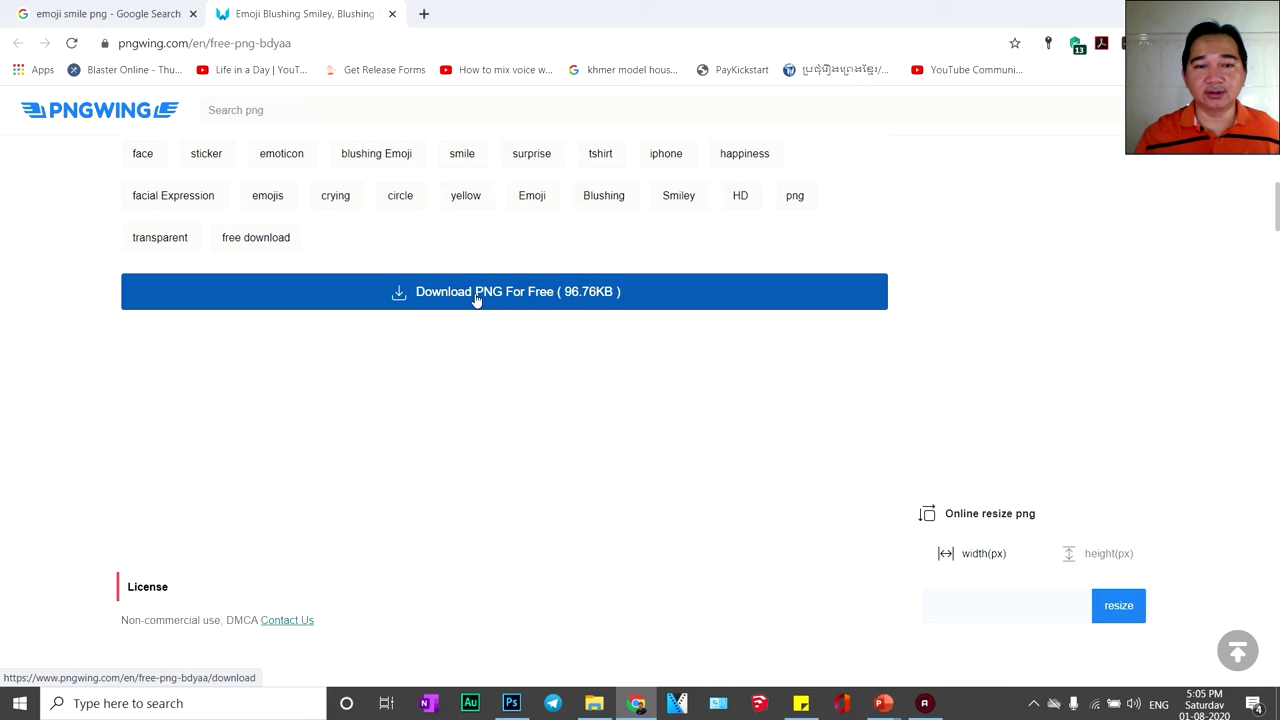 emoji smile png - Google Search
Emoji Blushing Smiley, Blushing
pngwing.com/en/free-png-bdyaa
13
Apps
Blaster Online - Thu...
Life in a Day | YouT...
Get Release Forms
How to mix voice w...
khmer model hous...
PayKickstart
YouTube Communi...
PNGWING
Search png
face
sticker
emoticon
blushing Emoji
smile
surprise
tshirt
iphone
happiness
facial Expression
emojis
crying
circle
yellow
Emoji
Blushing
Smiley
HD
png
transparent
free download
Download PNG For Free ( 96.76KB )
Online resize png
width(px)
height(px)
resize
License
Non-commercial use, DMCA Contact Us
https://www.pngwing.com/en/free-png-bdyaa/download
Type here to search
Au
Ps
ENG
5:05 PM
Saturday
01-08-2020
4